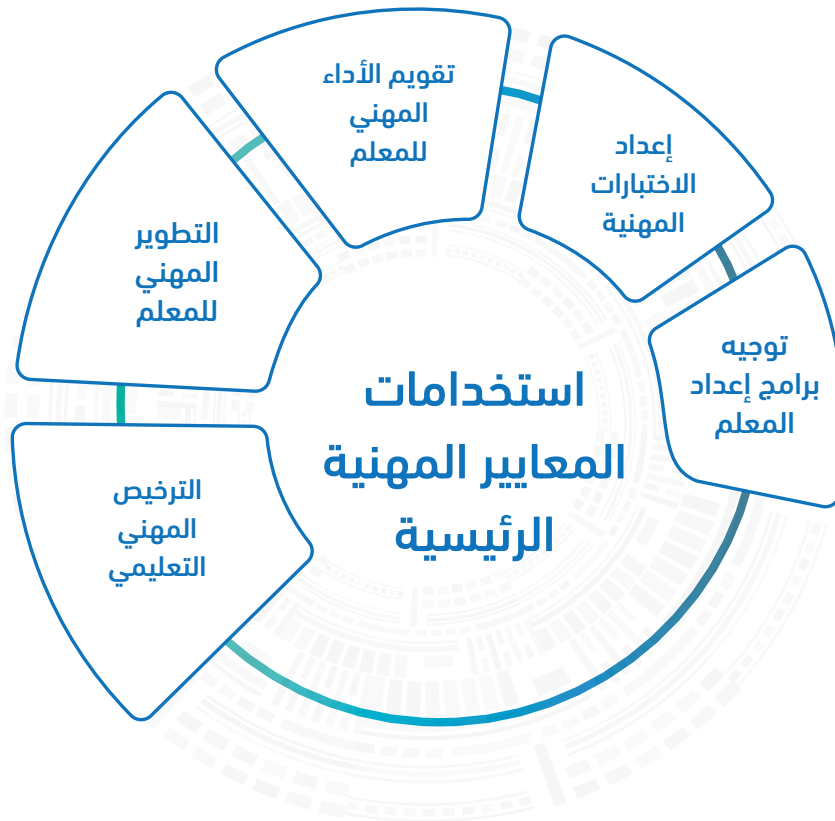 استخدامات
المعايير المهنية
الرئيسية
توجيه
برامج إعداد
المعلم
إعداد
الاختبارات
المهنية
تقويم الأداء
المهني
للمعلم
التطوير
المهني
للمعلم
الترخيص
المهني
التعليمي